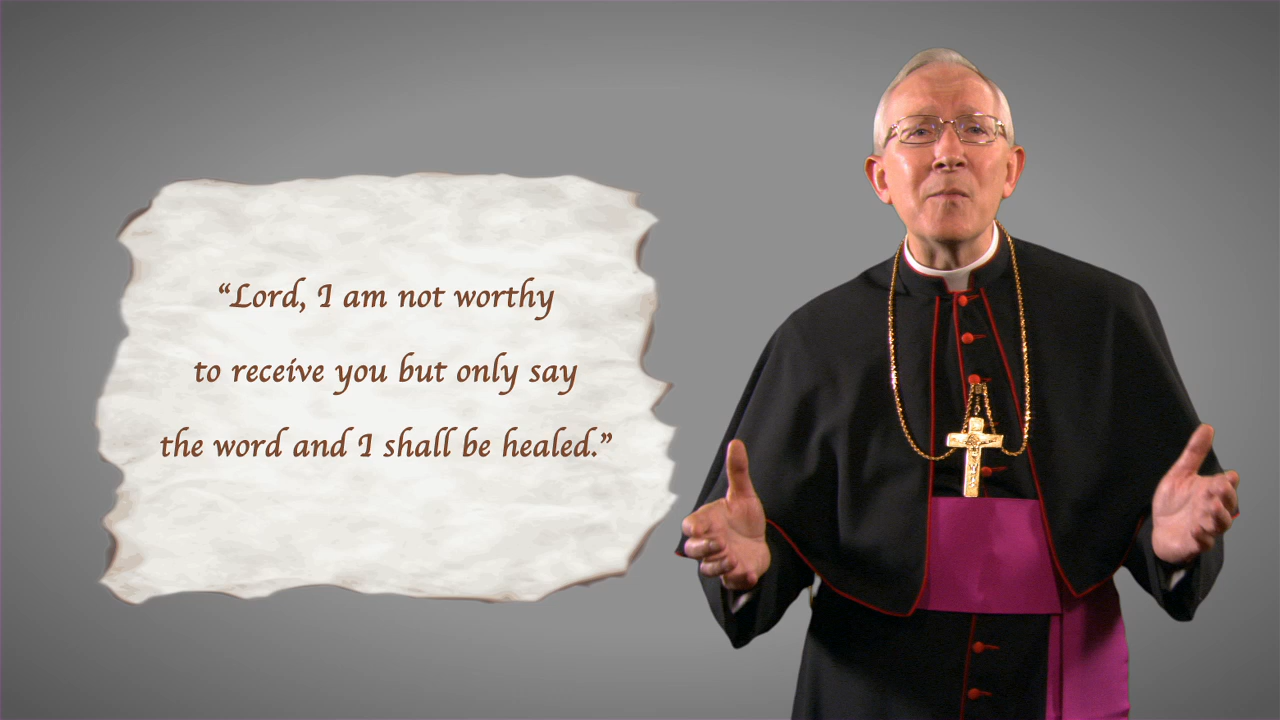 “Lord, I am not worthy
to receive you but only say
the word and I shall be healed.”